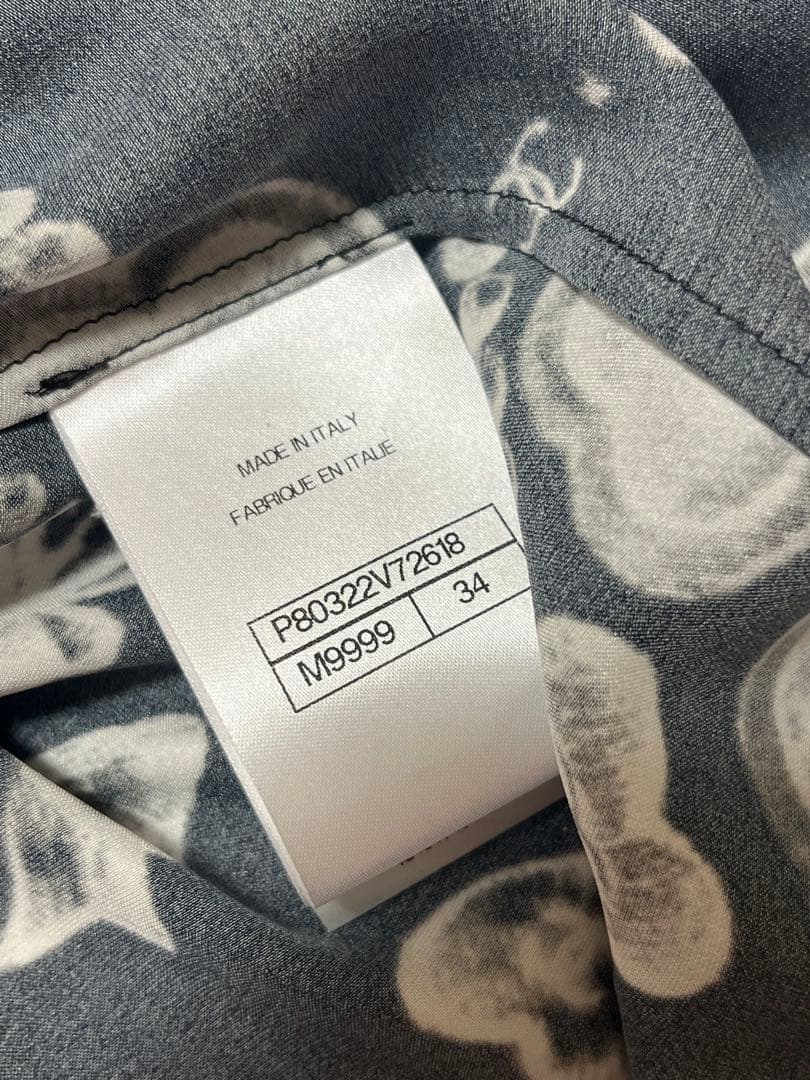 MADE IN ITALY
FABRIQUE EN ITALIE
P80322V72618
M9999 34